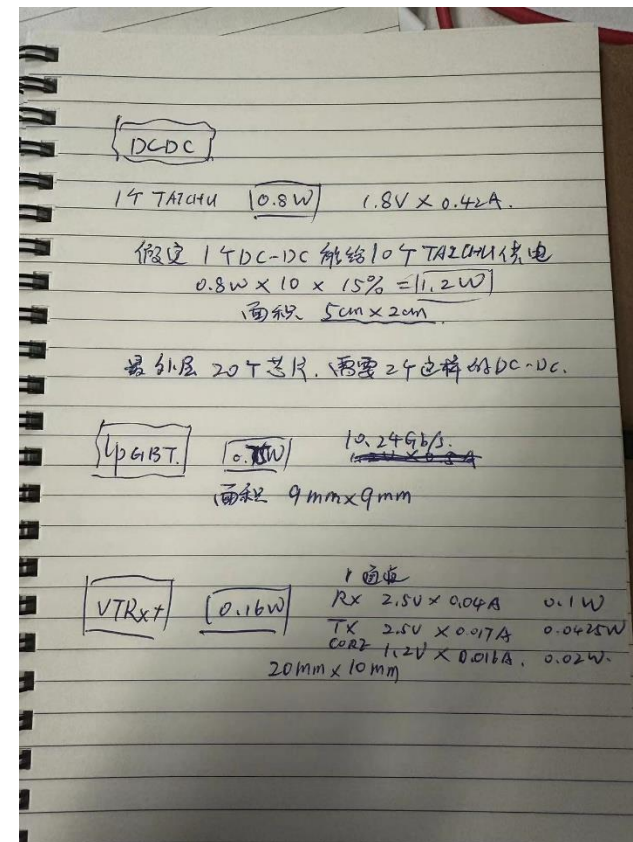 DCDC
1个 TAICHU 0.8W 1.8V × 0.42A.
假定 1个DC-DC 能给10个TAICHU供电
0.8W × 10 × 15% = 1.2W
面积 5cm × 2cm
最外层 20个芯片. 需要2个这样的DC-DC.
lpGBT. 10.24Gb/s.
面积 9mm×9mm
1通道
VTRx+ 0.16W RX 2.5V × 0.04A 0.1W
TX 2.5V × 0.017A 0.0425W
CORE 1.2V × 0.016A. 0.02W.
20mm × 10mm